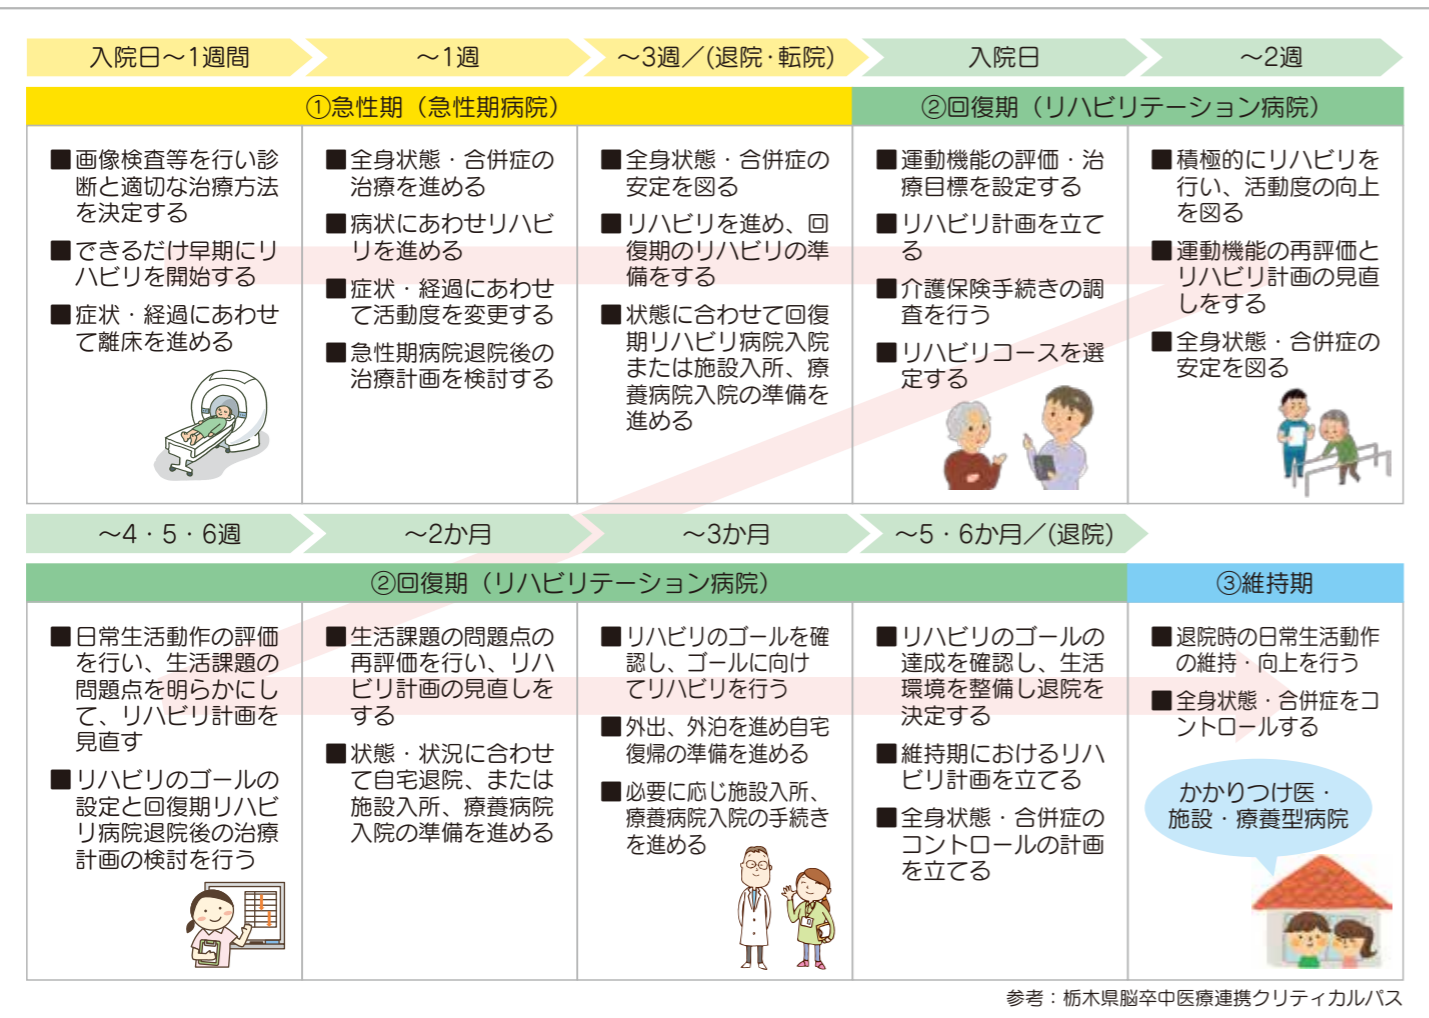 入院日～1週間
～1週
～3週／(退院・転院)
入院日
～2週
①急性期（急性期病院）
②回復期（リハビリテーション病院）
■画像検査等を行い診
断と適切な治療方法
を決定する
■できるだけ早期にリ
ハビリを開始する
■症状・経過にあわせ
て離床を進める
■全身状態・合併症の
治療を進める
■病状にあわせリハビ
リを進める
■症状・経過にあわせ
て活動度を変更する
■急性期病院退院後の
治療計画を検討する
■全身状態・合併症の
安定を図る
■リハビリを進め、回
復期のリハビリの準
備をする
■状態に合わせて回復
期リハビリ病院入院
または施設入所、療
養病院入院の準備を
進める
■運動機能の評価・治
療目標を設定する
■リハビリ計画を立て
る
■介護保険手続きの調
査を行う
■リハビリコースを選
定する
■積極的にリハビリを
行い、活動度の向上
を図る
■運動機能の再評価と
リハビリ計画の見直
しをする
■全身状態・合併症の
安定を図る
～4・5・6週
～2か月
～3か月
～5・6か月／(退院)
②回復期（リハビリテーション病院）
③維持期
■日常生活動作の評価
を行い、生活課題の
問題点を明らかにし
て、リハビリ計画を
見直す
■リハビリのゴールの
設定と回復期リハビ
リ病院退院後の治療
計画の検討を行う
■生活課題の問題点の
再評価を行い、リハ
ビリ計画の見直しを
する
■状態・状況に合わせ
て自宅退院、または
施設入所、療養病院
入院の準備を進める
■リハビリのゴールを確
認し、ゴールに向け
てリハビリを行う
■外出、外泊を進め自宅
復帰の準備を進める
■必要に応じ施設入所、
療養病院入院の手続き
を進める
■リハビリのゴールの
達成を確認し、生活
環境を整備し退院を
決定する
■維持期におけるリハ
ビリ計画を立てる
■全身状態・合併症の
コントロールの計画
を立てる
■退院時の日常生活動作
の維持・向上を行う
■全身状態・合併症をコ
ントロールする
かかりつけ医・
施設・療養型病院
参考：栃木県脳卒中医療連携クリティカルパス